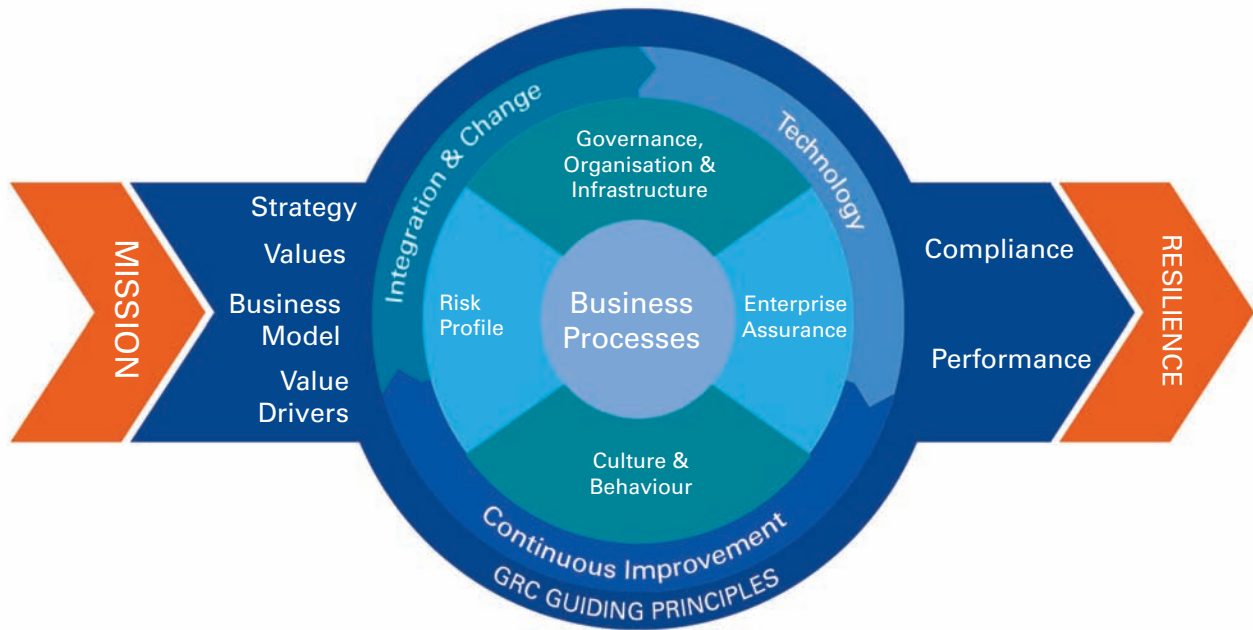 MISSION
Strategy
Values
Business
Model
Value
Drivers
Integration & Change
Technology
Governance,
Organisation &
Infrastructure
Risk
Profile
Business
Processes
Enterprise
Assurance
Culture &
Behaviour
Continuous Improvement
GRC GUIDING PRINCIPLES
Compliance
Performance
RESILIENCE